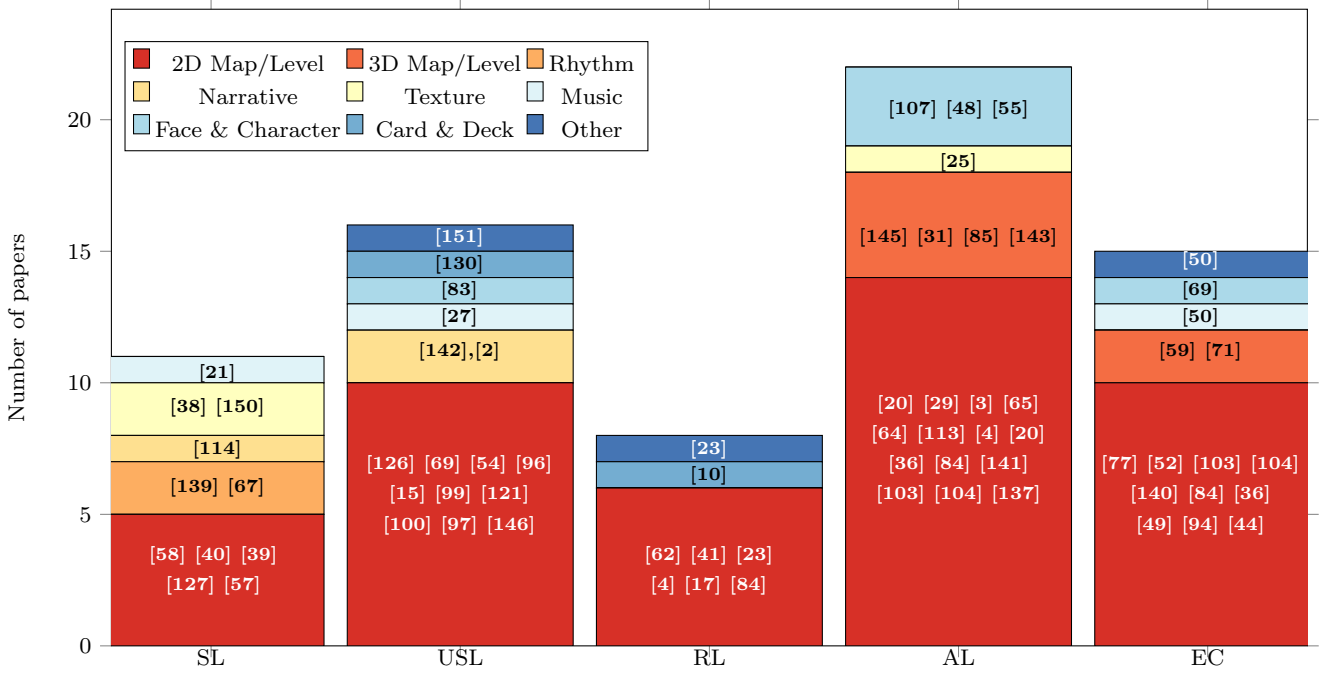 Number of papers
2D Map/Level 3D Map/Level Rhythm
Narrative Texture Music
Face & Character Card & Deck Other
20
15
10
5
0
[21]
[38] [150]
[114]
[139] [67]
[58] [40] [39]
[127] [57]
SL
[151]
[130]
[83]
[27]
[142],[2]
[126] [69] [54] [96]
[15] [99] [121]
[100] [97] [146]
USL
[23]
[10]
[62] [41] [23]
[4] [17] [84]
RL
[107] [48] [55]
[25]
[145] [31] [85] [143]
[20] [29] [3] [65]
[64] [113] [4] [20]
[36] [84] [141]
[103] [104] [137]
AL
[50]
[69]
[50]
[59] [71]
[77] [52] [103] [104]
[140] [84] [36]
[49] [94] [44]
EC